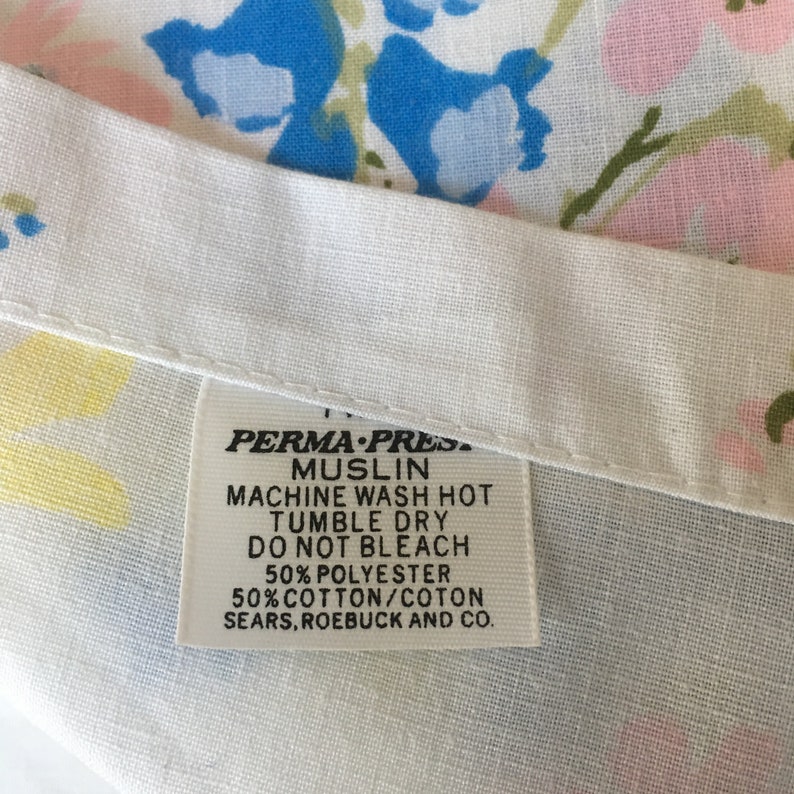 PERMA·PREST
MUSLIN
MACHINE WASH HOT
TUMBLE DRY
DO NOT BLEACH
50% POLYESTER
50% COTTON/COTON
SEARS, ROEBUCK AND CO.